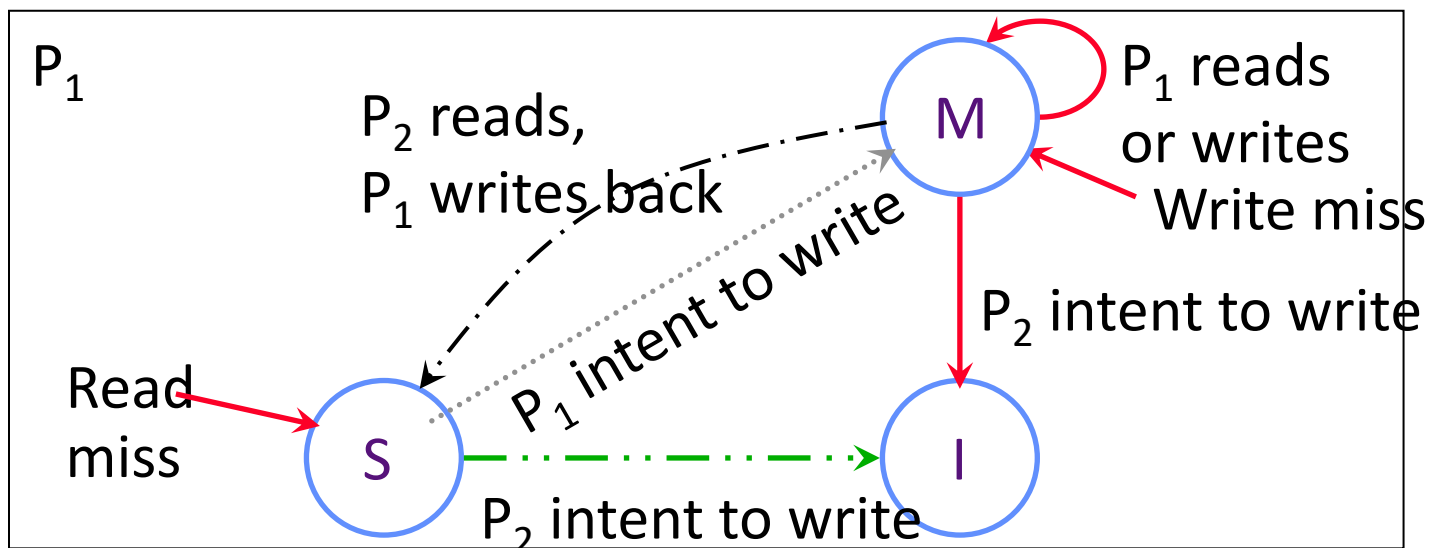 P₁
P₂ reads,
P₁ writes back
M
P₁ reads
or writes
Write miss
P₁ intent to write
P₂ intent to write
Read
miss
S
I
P₂ intent to write